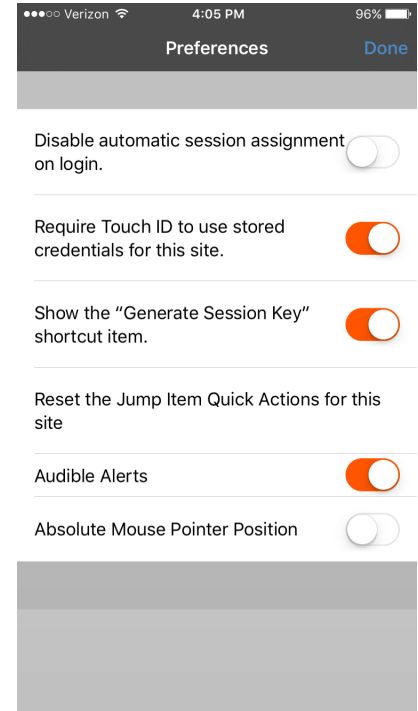 ●●●○○ Verizon 4:05 PM 96%
Preferences Done
Disable automatic session assignment
on login.
Require Touch ID to use stored
credentials for this site.
Show the “Generate Session Key”
shortcut item.
Reset the Jump Item Quick Actions for this
site
Audible Alerts
Absolute Mouse Pointer Position